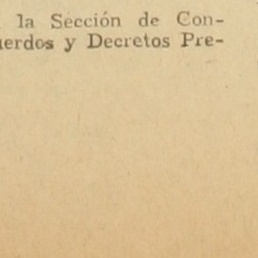 la Sección de Con-
uerdos y Decretos Pre-